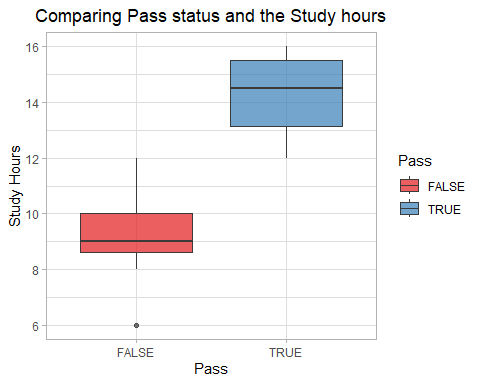 Comparing Pass status and the Study hours
16
14
12
10
8
6
Study Hours
FALSE
TRUE
Pass
Pass
FALSE
TRUE